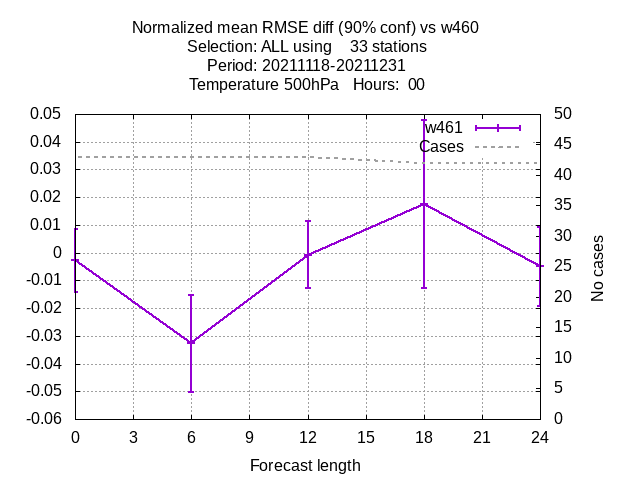 Normalized mean RMSE diff (90% conf) vs w460
Selection: ALL using    33 stations
Period: 20211118-20211231
Temperature 500hPa   Hours:  00
w461
Cases
0.05
0.04
0.03
0.02
0.01
0
-0.01
-0.02
-0.03
-0.04
-0.05
-0.06
50
45
40
35
30
25
20
15
10
5
0
No cases
0 3 6 9 12 15 18 21 24
Forecast length